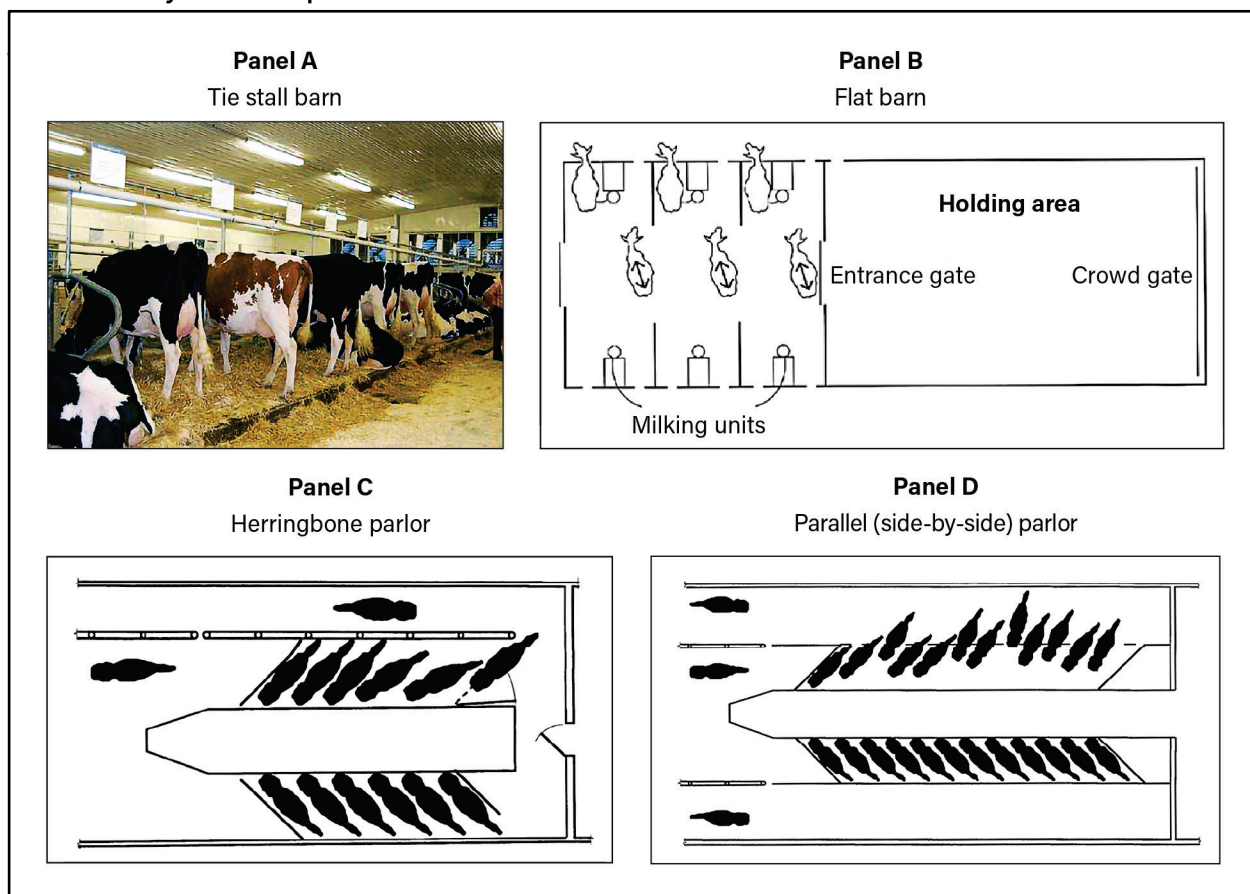 Panel A
Tie stall barn
Panel B
Flat barn
Holding area
Entrance gate
Crowd gate
Milking units
Panel C
Herringbone parlor
Panel D
Parallel (side-by-side) parlor